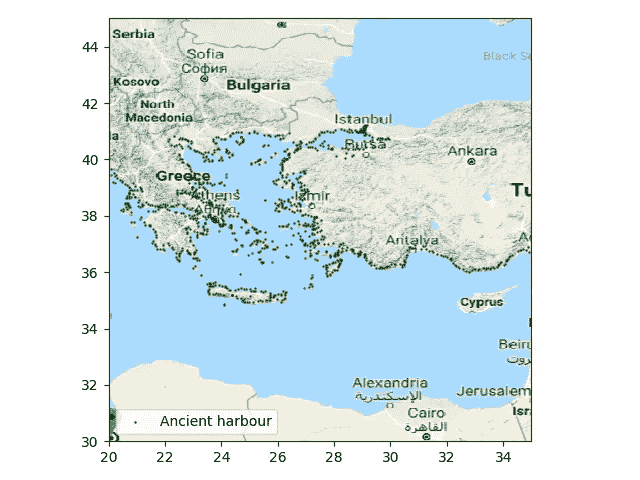 44
42
40
38
36
34
32
30
20
22
24
26
28
30
32
34
Serbia
Sofia
София
Kosovo
Bulgaria
North
Macedonia
Black S
Istanbul
Bursa
Ankara
Greece
Athens
Izmir
Tu
Antalya
Cyprus
Beiru
بيروت
Alexandria
الإسكندرية
Jerusalem
Cairo
القاهرة
Isra
Ancient harbour